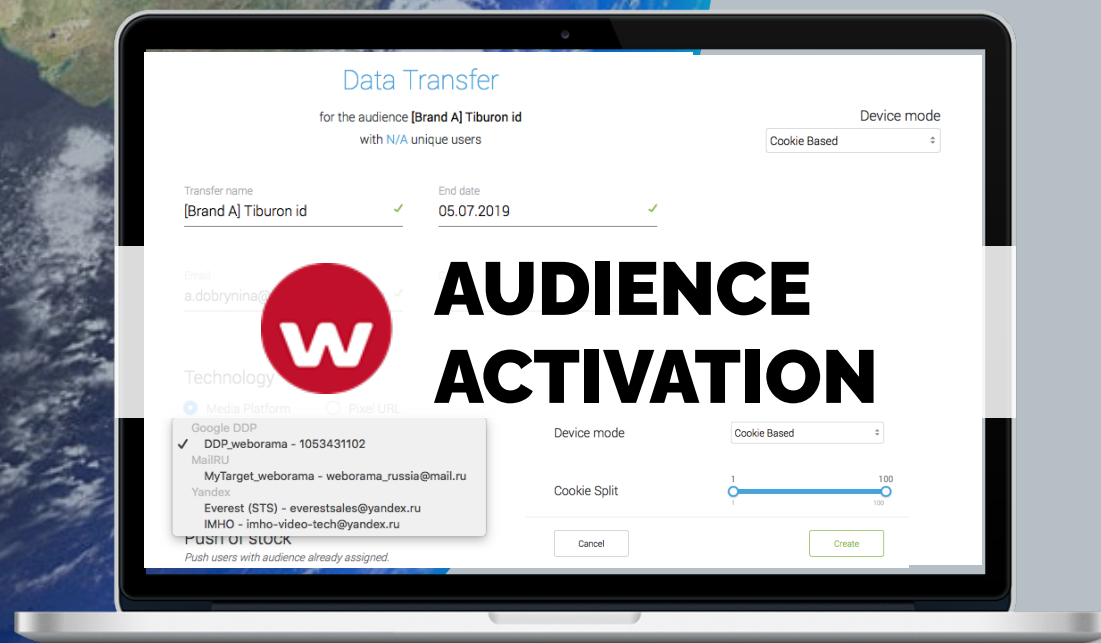 Data Transfer
for the audience [Brand A] Tiburon id
with N/A unique users
Device mode
Cookie Based
Transfer name
[Brand A] Tiburon id
End date
05.07.2019
Email
a.dobrynina@
W
AUDIENCE
ACTIVATION
Technology
Media Platform
Pixel URL
Google DDP
✓ DDP_weborama - 1053431102
MailRU
MyTarget_weborama - weborama_russia@mail.ru
Yandex
Everest (STS) - everestsales@yandex.ru
IMHO - imho-video-tech@yandex.ru
Device mode
Cookie Based
Cookie Split
1 100
1 100
Push of stock
Push users with audience already assigned.
Cancel
Create